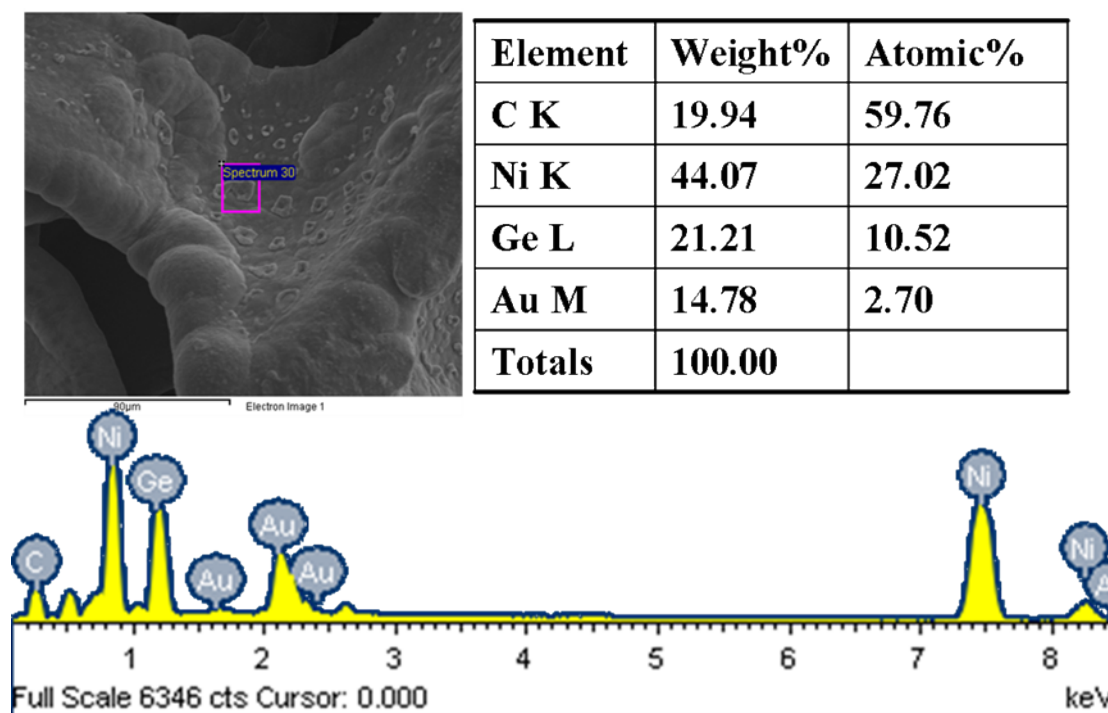 Spectrum 30
90µm Electron Image 1
Element Weight% Atomic%
C K 19.94 59.76
Ni K 44.07 27.02
Ge L 21.21 10.52
Au M 14.78 2.70
Totals 100.00
Ni
Ge
C
Au
Au
Au
Ni
Ni
A
1 2 3 4 5 6 7 8
Full Scale 6346 cts Cursor: 0.000 keV